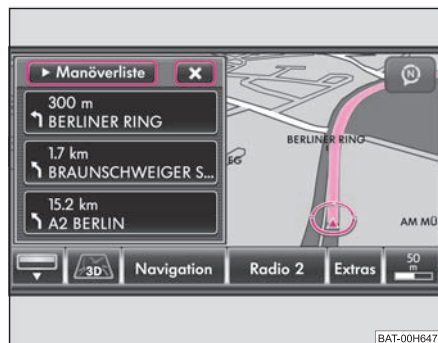 Manöverliste
300 m
BERLINER RING
1.7 km
BRAUNSCHWEIGER S...
15.2 km
A2 BERLIN
N
BERLINER RING
EG
AM MÜ
3D
Navigation
Radio 2
Extras
50
m
BAT-00H647